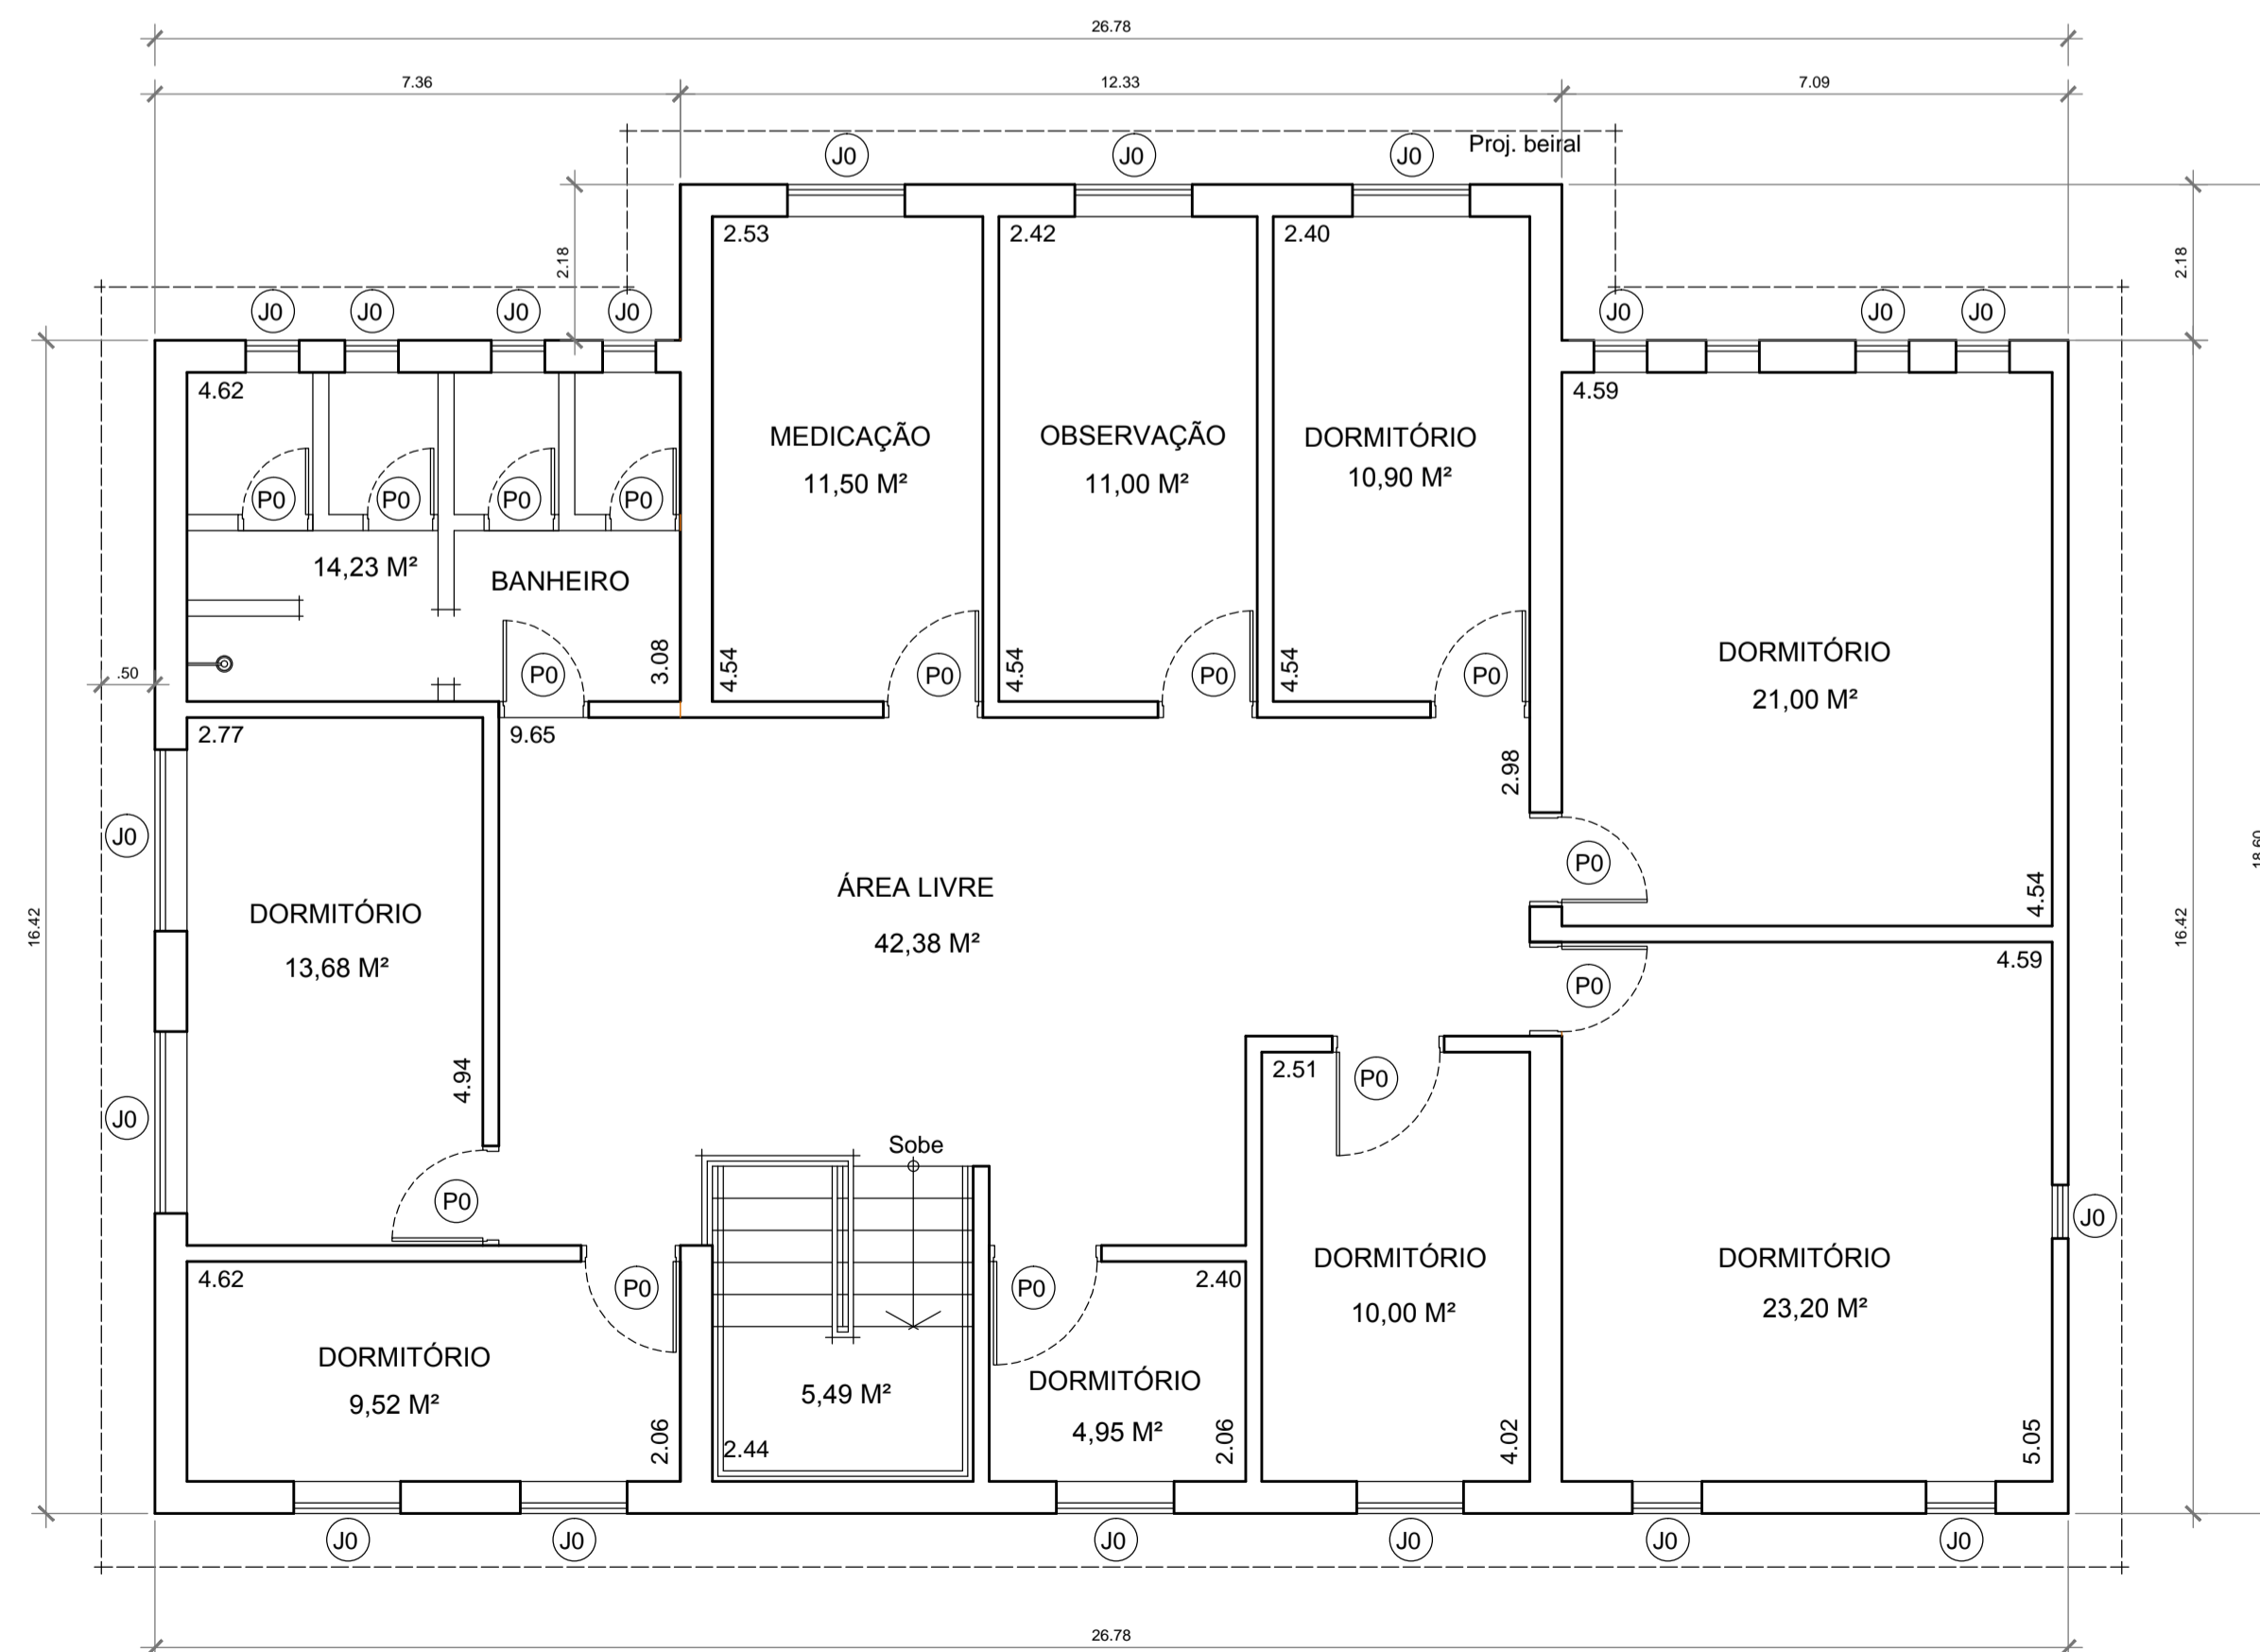 26.78
7.36
12.33
7.09
J0
J0
J0
Proj. beiral
2.18
2.18
J0
J0
J0
J0
J0
J0
J0
2.53
2.42
2.40
4.62
4.59
MEDICAÇÃO
11,50 M²
OBSERVAÇÃO
11,00 M²
DORMITÓRIO
10,90 M²
P0
P0
P0
P0
14,23 M²
BANHEIRO
3.08
P0
4.54
P0
4.54
P0
4.54
P0
DORMITÓRIO
21,00 M²
.50
2.77
9.65
2.98
J0
P0
4.54
ÁREA LIVRE
42,38 M²
DORMITÓRIO
13,68 M²
16.42
16.42
18.60
P0
4.59
4.94
J0
2.51
P0
Sobe
P0
J0
4.62
P0
P0
2.40
DORMITÓRIO
10,00 M²
DORMITÓRIO
23,20 M²
DORMITÓRIO
9,52 M²
2.06
5,49 M²
2.44
DORMITÓRIO
4,95 M²
2.06
4.02
5.05
J0
J0
J0
J0
J0
J0
26.78